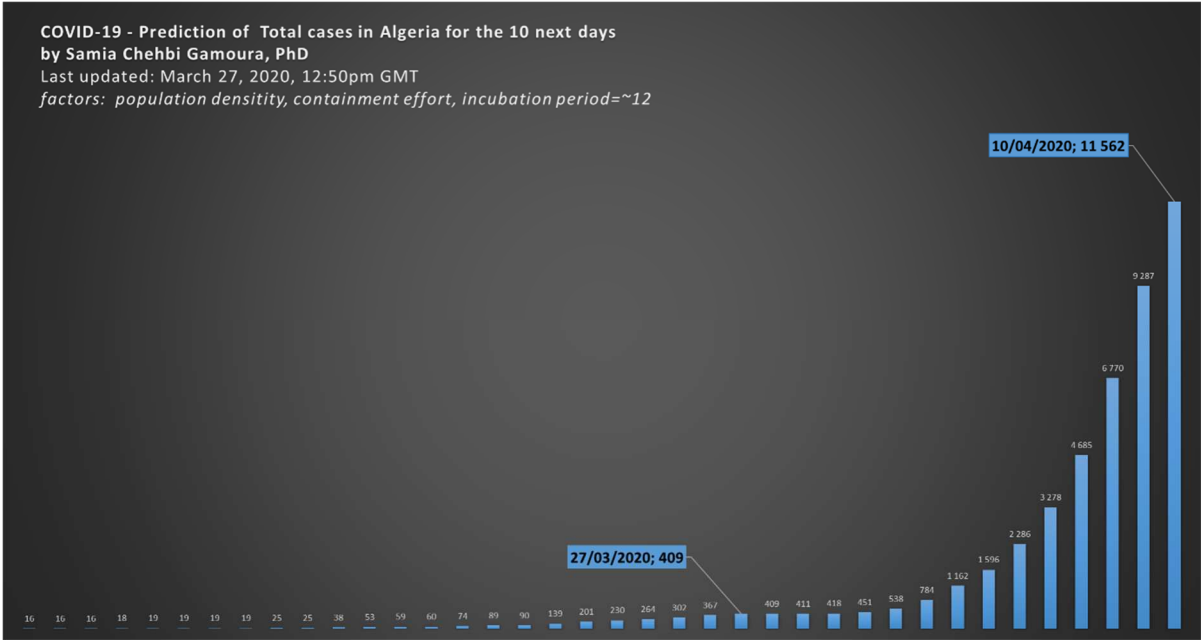 COVID-19 - Prediction of Total cases in Algeria for the 10 next days
by Samia Chehbi Gamoura, PhD
Last updated: March 27, 2020, 12:50pm GMT
factors: population densitity, containment effort, incubation period=~12
10/04/2020; 11 562
9 287
6 770
4 685
3 278
2 286
27/03/2020; 409
1 596
1 162
16 16 16 18 19 19 19 19 25 25 38 53 59 60 74 89 90 139 201 230 264 302 367 409 411 418 451 538 784